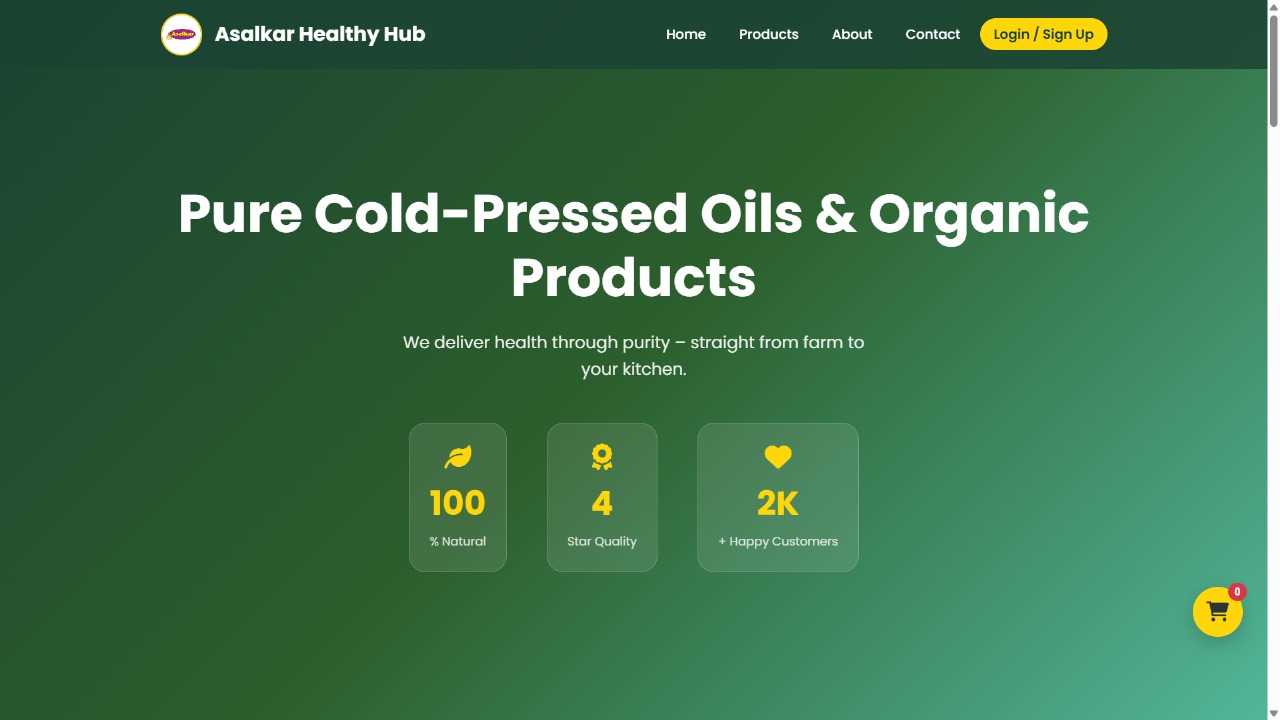 Asalkar
Asalkar Healthy Hub
Home
Products
About
Contact
Login / Sign Up
Pure Cold-Pressed Oils & Organic
Products
We deliver health through purity – straight from farm to
your kitchen.
100
% Natural
4
Star Quality
2K
+ Happy Customers
0